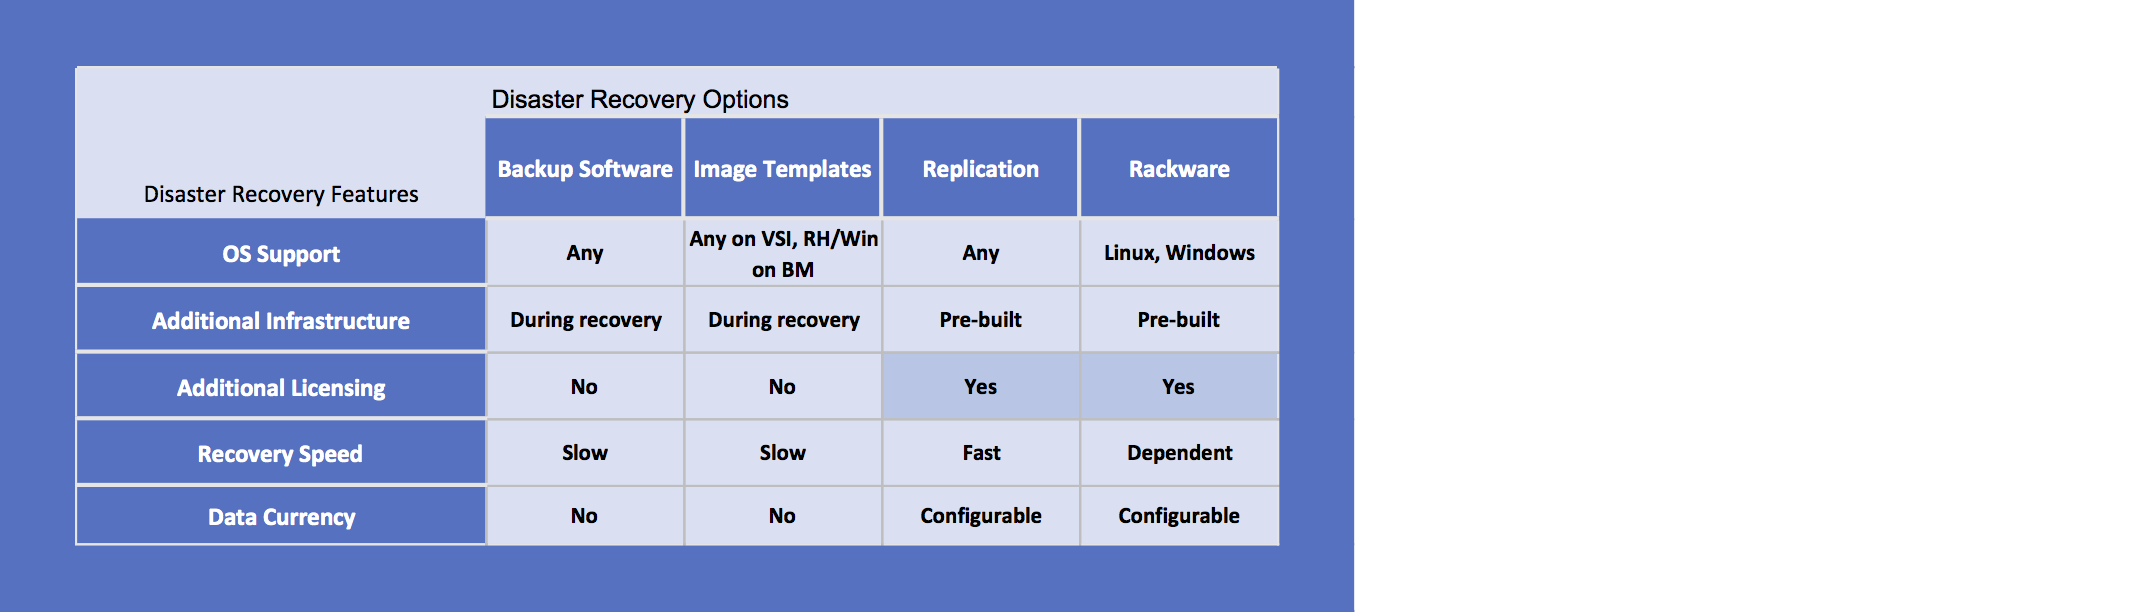 Disaster Recovery Options
Disaster Recovery Features
Backup Software
Image Templates
Replication
Rackware
OS Support
Any
Any on VSI, RH/Win
on BM
Any
Linux, Windows
Additional Infrastructure
During recovery
During recovery
Pre-built
Pre-built
Additional Licensing
No
No
Yes
Yes
Recovery Speed
Slow
Slow
Fast
Dependent
Data Currency
No
No
Configurable
Configurable